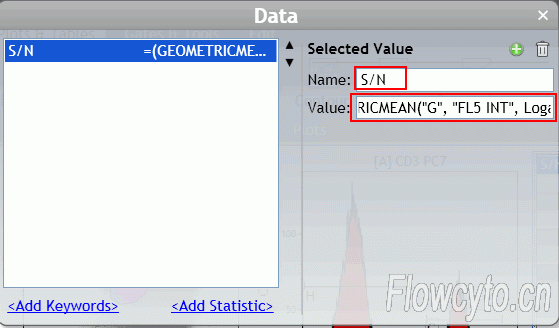 Data
S/N =(GEOMETRICME...
Selected Value
Name: S/N
Value: RICMEAN("G", "FL5 INT", Loga
[A] CD3 PC7
H
<Add Keywords> <Add Statistic>
Flowcyto.cn